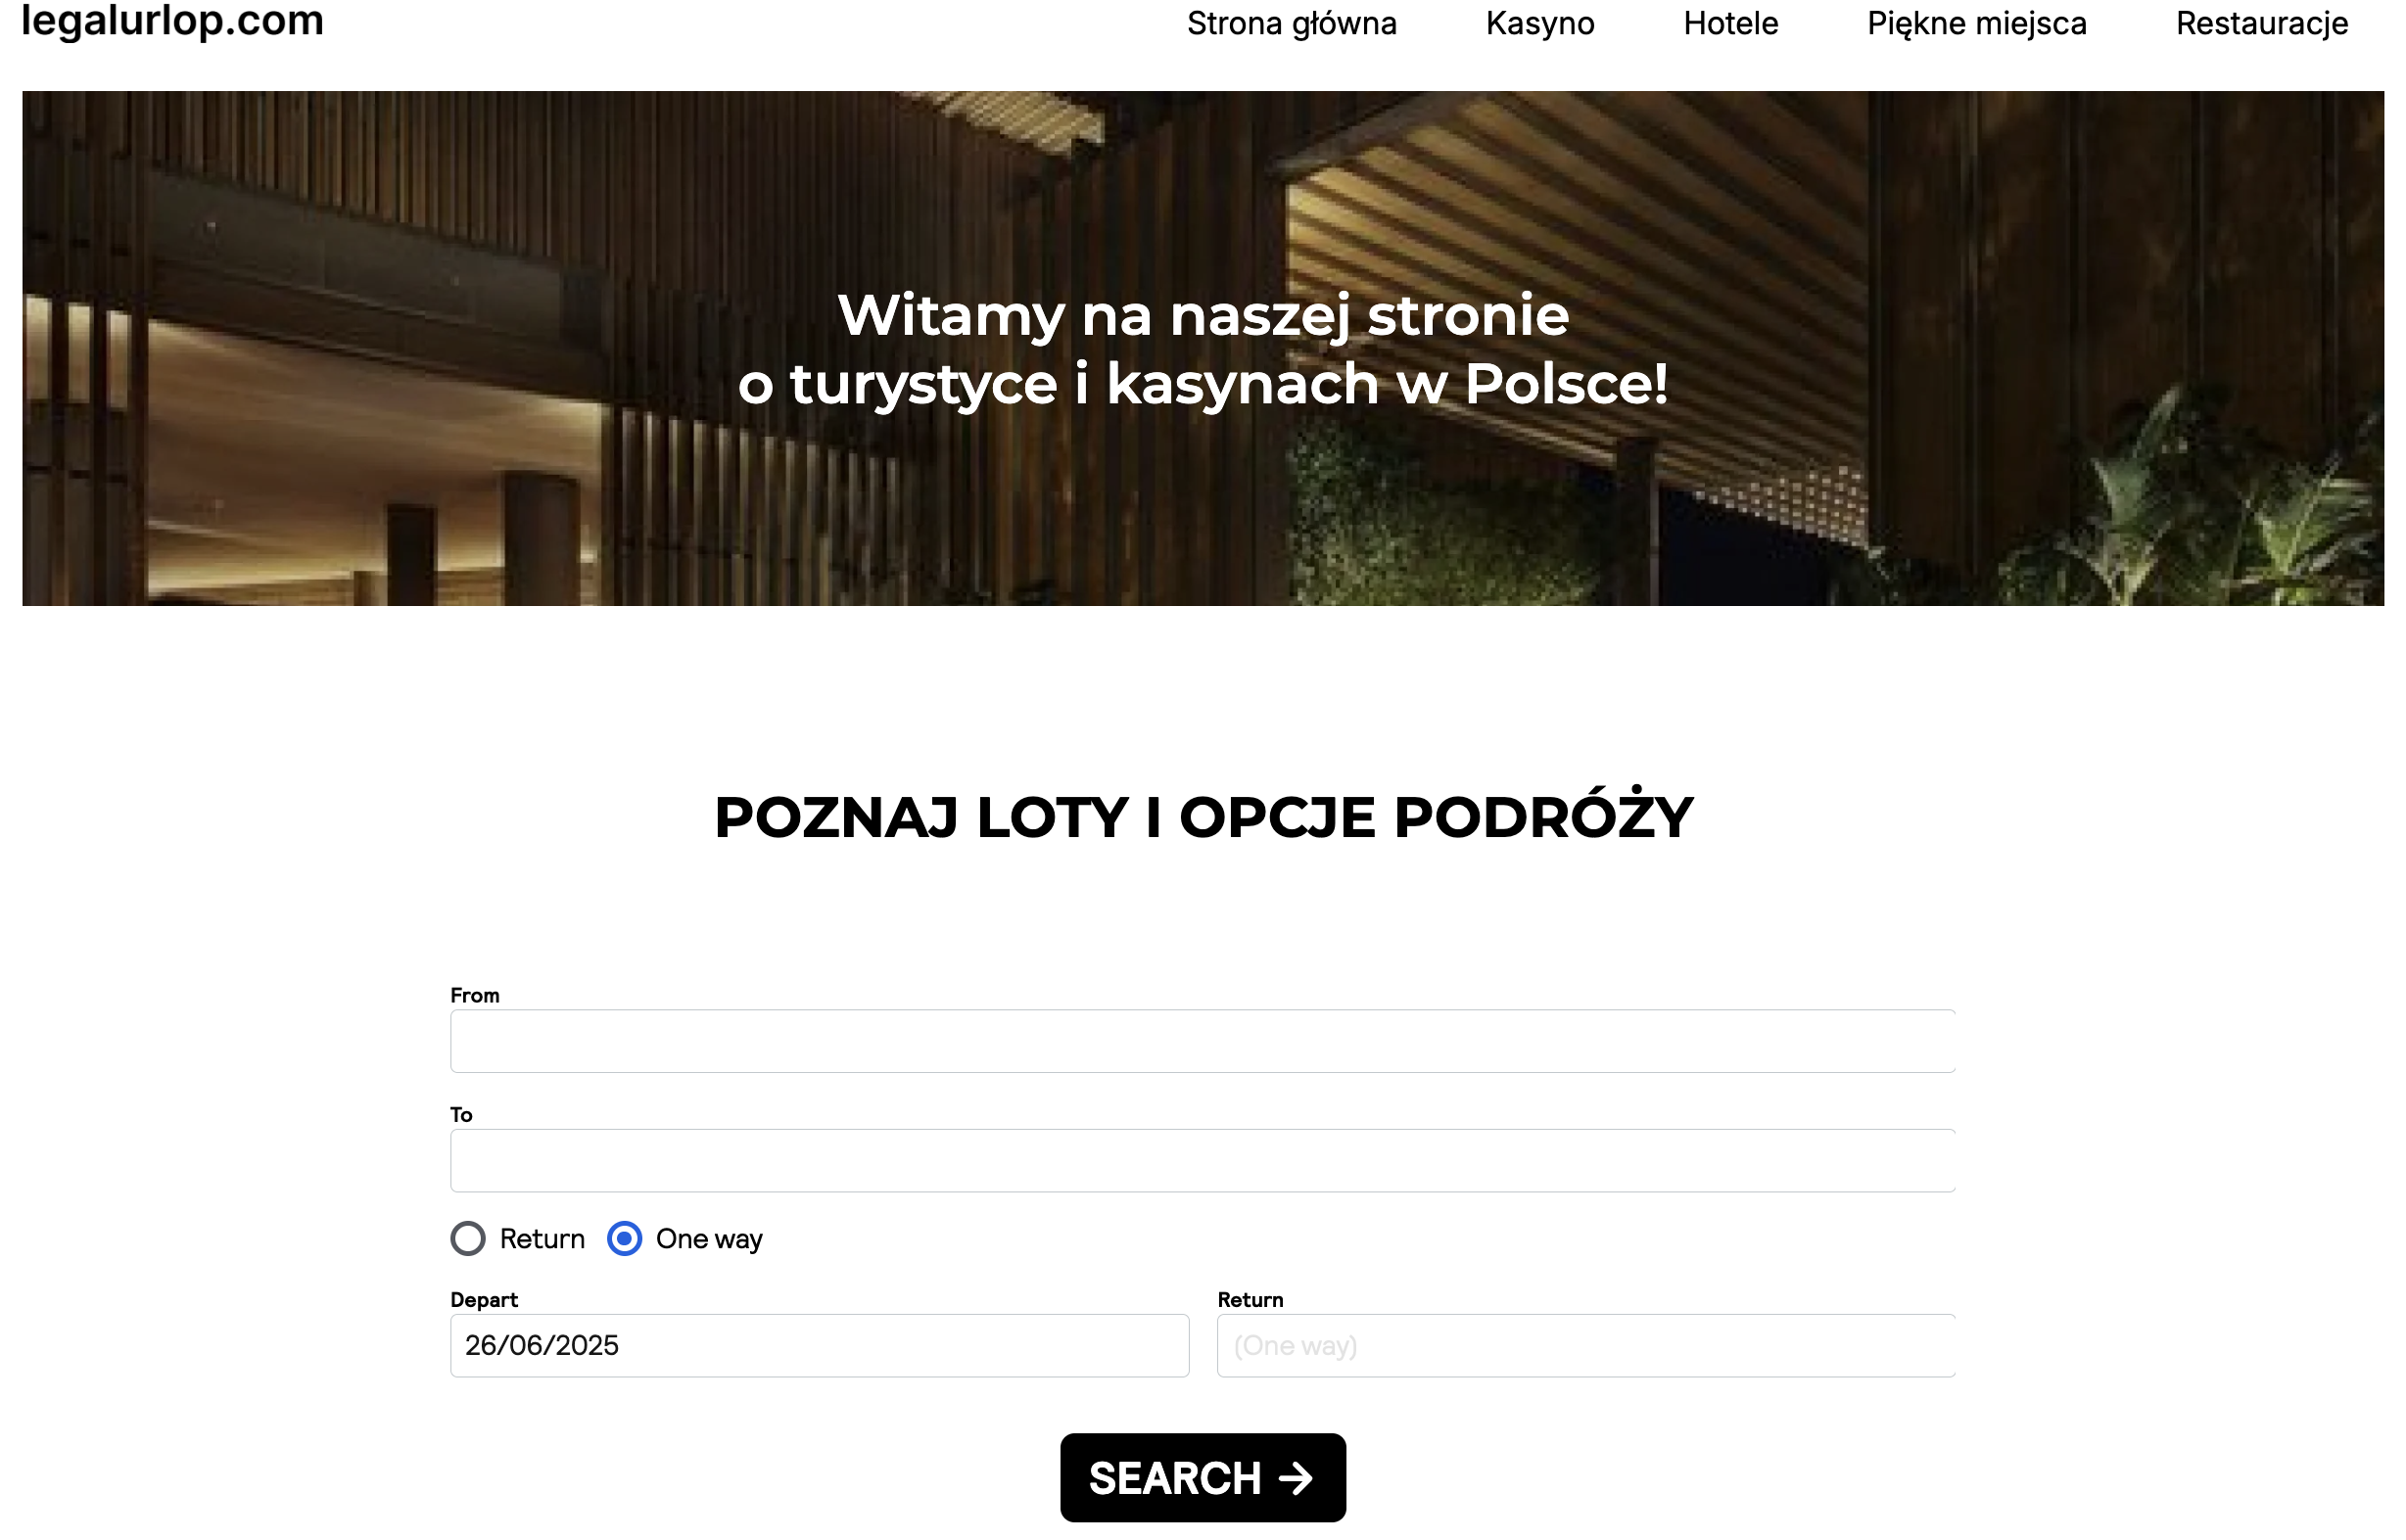 legalurlop.com
Strona główna
Kasyno
Hotele
Piękne miejsca
Restauracje
Witamy na naszej stronie
o turystyce i kasynach w Polsce!
POZNAJ LOTY I OPCJE PODRÓŻY
From
To
Return
One way
Depart
Return
26/06/2025
(One way)
SEARCH →